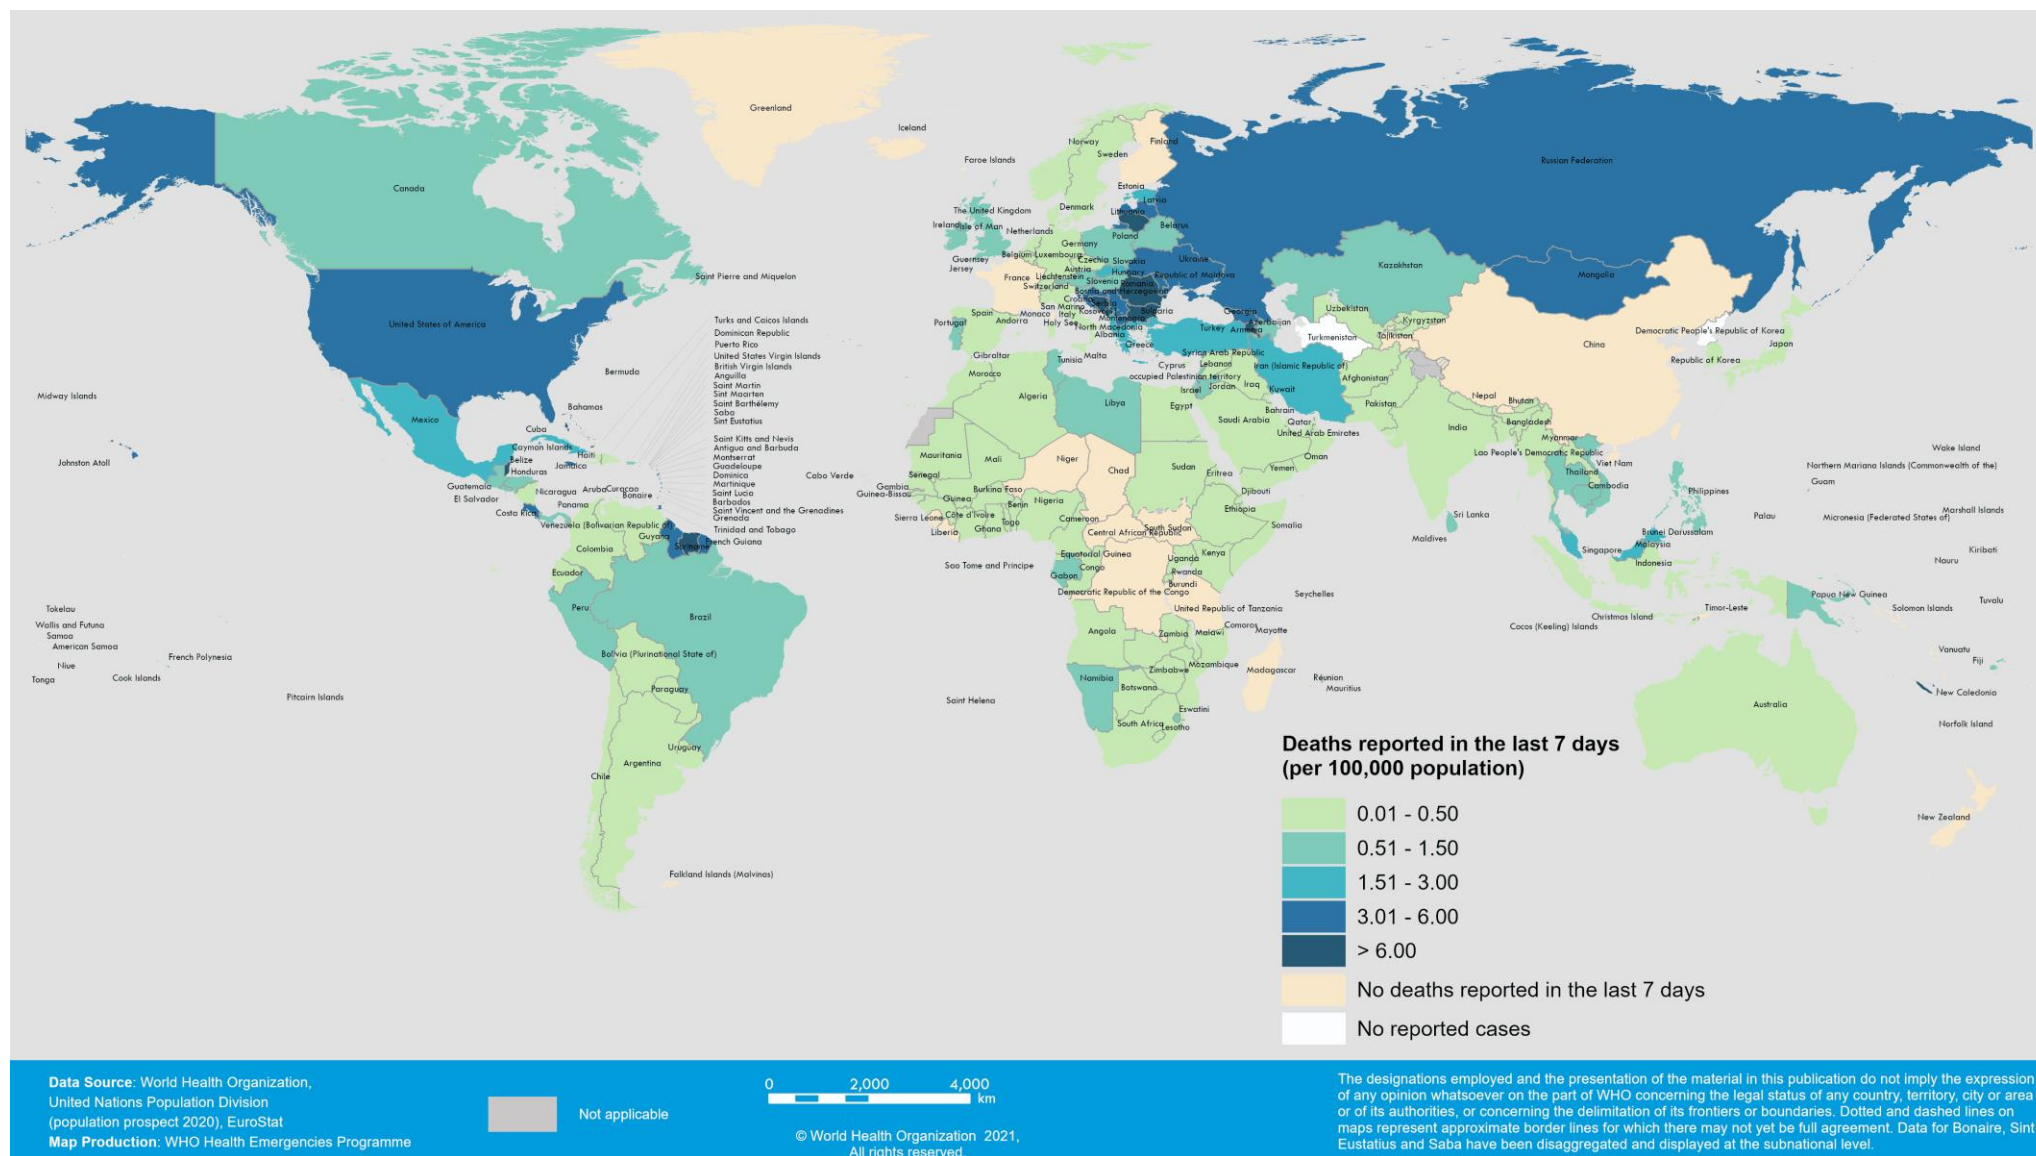 Greenland
Iceland
Faroe Islands
Norway
Sweden
Finland
Russian Federation
Canada
Estonia
Latvia
Denmark
Lithuania
The United Kingdom
Ireland
Isle of Man
Netherlands
Belarus
Poland
Germany
Guernsey
Jersey
Belgium
Luxembourg
Czechia
Slovakia
Ukraine
Kazakhstan
Mongolia
Saint Pierre and Miquelon
France
Liechtenstein
Austria
Hungary
Republic of Moldova
Switzerland
Slovenia
Romania
Bosnia and Herzegovina
Croatia
Serbia
San Marino
Italy
Kosovo[1]
Bulgaria
Montenegro
Georgia
Uzbekistan
United States of America
Spain
Andorra
Monaco
Holy See
North Macedonia
Albania
Portugal
Turkey
Armenia
Azerbaijan
Kyrgyzstan
Turkmenistan
Tajikistan
Democratic People's Republic of Korea
China
Japan
Republic of Korea
Greece
Gibraltar
Tunisia
Malta
Syrian Arab Republic
Cyprus
Lebanon
Iran (Islamic Republic of)
occupied Palestinian territory
Israel
Jordan
Iraq
Kuwait
Afghanistan
Morocco
Algeria
Libya
Egypt
Saudi Arabia
Bahrain
Qatar
United Arab Emirates
Pakistan
Nepal
Bhutan
India
Bangladesh
Myanmar
Lao People's Democratic Republic
Viet Nam
Turks and Caicos Islands
Dominican Republic
Puerto Rico
United States Virgin Islands
British Virgin Islands
Anguilla
Saint Martin
Sint Maarten
Saint Barthélemy
Saba
Sint Eustatius
Saint Kitts and Nevis
Antigua and Barbuda
Montserrat
Guadeloupe
Dominica
Martinique
Saint Lucia
Barbados
Saint Vincent and the Grenadines
Grenada
Trinidad and Tobago
Bermuda
Bahamas
Midway Islands
Johnston Atoll
Mexico
Cuba
Cayman Islands
Belize
Haiti
Jamaica
Honduras
Guatemala
El Salvador
Nicaragua
Aruba
Curacao
Bonaire
Panama
Costa Rica
Venezuela (Bolivarian Republic of)
Guyana
Suriname
French Guiana
Colombia
Ecuador
Peru
Brazil
Bolivia (Plurinational State of)
Paraguay
Uruguay
Argentina
Chile
Falkland Islands (Malvinas)
Cabo Verde
Mauritania
Mali
Niger
Chad
Sudan
Eritrea
Yemen
Oman
Senegal
Gambia
Guinea-Bissau
Guinea
Burkina Faso
Benin
Nigeria
Djibouti
Ethiopia
Somalia
Sierra Leone
Liberia
Côte d'Ivoire
Ghana
Togo
Cameroon
Central African Republic
South Sudan
Equatorial Guinea
Congo
Gabon
Uganda
Kenya
Rwanda
Burundi
Sao Tome and Principe
Democratic Republic of the Congo
United Republic of Tanzania
Seychelles
Angola
Zambia
Malawi
Comoros
Mayotte
Zimbabwe
Mozambique
Madagascar
Réunion
Mauritius
Namibia
Botswana
Eswatini
South Africa
Lesotho
Saint Helena
Thailand
Cambodia
Philippines
Sri Lanka
Maldives
Brunei Darussalam
Malaysia
Singapore
Indonesia
Palau
Wake Island
Northern Mariana Islands (Commonwealth of the)
Guam
Marshall Islands
Micronesia (Federated States of)
Kiribati
Nauru
Papua New Guinea
Solomon Islands
Tuvalu
Timor-Leste
Christmas Island
Cocos (Keeling) Islands
Vanuatu
Fiji
New Caledonia
Norfolk Island
Australia
New Zealand
Tokelau
Wallis and Futuna
Samoa
American Samoa
Niue
Tonga
Cook Islands
French Polynesia
Pitcairn Islands
Deaths reported in the last 7 days
(per 100,000 population)
0.01 - 0.50
0.51 - 1.50
1.51 - 3.00
3.01 - 6.00
> 6.00
No deaths reported in the last 7 days
No reported cases
Data Source: World Health Organization,
United Nations Population Division
(population prospect 2020), EuroStat
Map Production: WHO Health Emergencies Programme
Not applicable
0 2,000 4,000
km
© World Health Organization 2021,
All rights reserved.
The designations employed and the presentation of the material in this publication do not imply the expression
of any opinion whatsoever on the part of WHO concerning the legal status of any country, territory, city or area
or of its authorities, or concerning the delimitation of its frontiers or boundaries. Dotted and dashed lines on
maps represent approximate border lines for which there may not yet be full agreement. Data for Bonaire, Sint
Eustatius and Saba have been disaggregated and displayed at the subnational level.